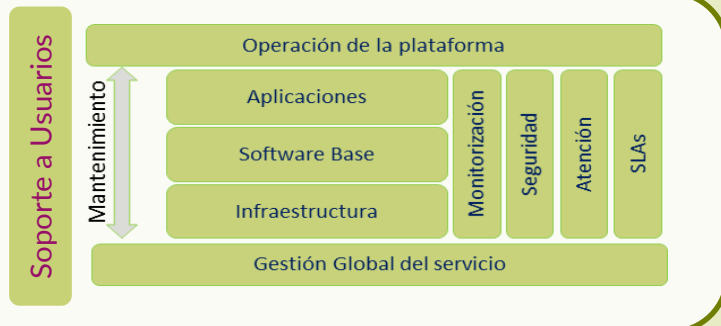 Soporte a Usuarios
Operación de la plataforma
Mantenimiento
Aplicaciones
Software Base
Infraestructura
Monitorización
Seguridad
Atención
SLAs
Gestión Global del servicio